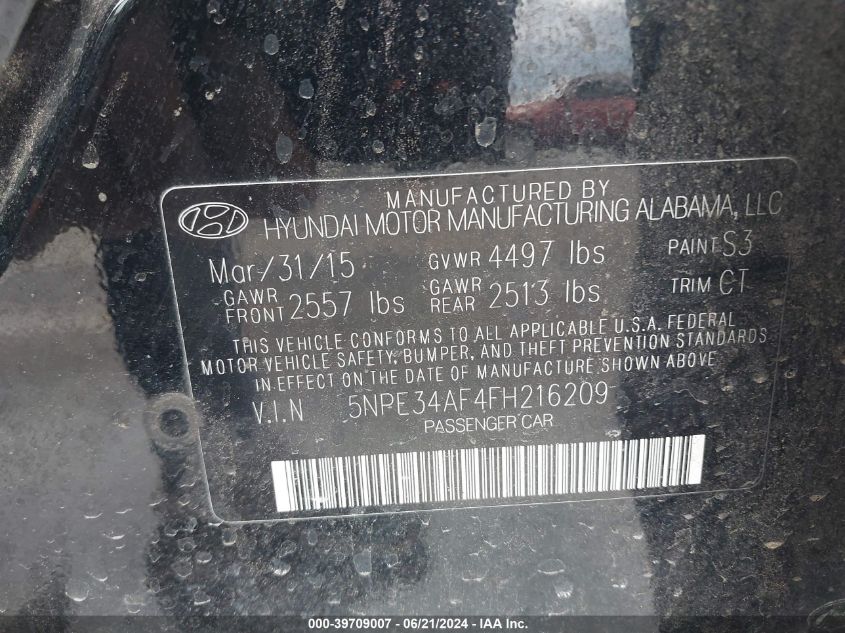 MANUFACTURED BY
HYUNDAI MOTOR MANUFACTURING ALABAMA, LLC
Mar/31/15 GVWR 4497 lbs PAINT S3
GAWR FRONT 2557 lbs GAWR REAR 2513 lbs TRIM CT
THIS VEHICLE CONFORMS TO ALL APPLICABLE U.S.A. FEDERAL
MOTOR VEHICLE SAFETY, BUMPER, AND THEFT PREVENTION STANDARDS
IN EFFECT ON THE DATE OF MANUFACTURE SHOWN ABOVE
V.I.N 5NPE34AF4FH216209
PASSENGER CAR
000-39709007 - 06/21/2024 - IAA Inc.